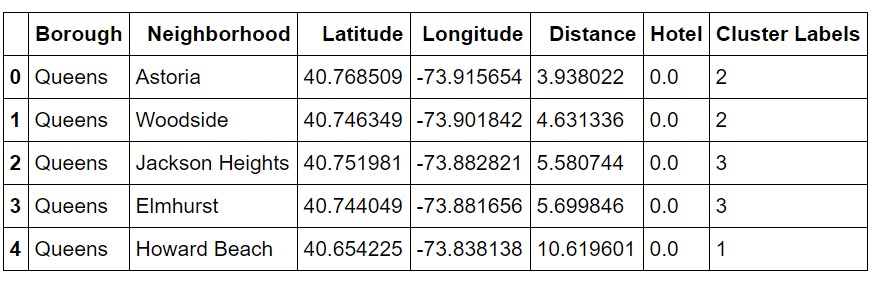 Borough Neighborhood Latitude Longitude Distance Hotel Cluster Labels
0 Queens Astoria 40.768509 -73.915654 3.938022 0.0 2
1 Queens Woodside 40.746349 -73.901842 4.631336 0.0 2
2 Queens Jackson Heights 40.751981 -73.882821 5.580744 0.0 3
3 Queens Elmhurst 40.744049 -73.881656 5.699846 0.0 3
4 Queens Howard Beach 40.654225 -73.838138 10.619601 0.0 1